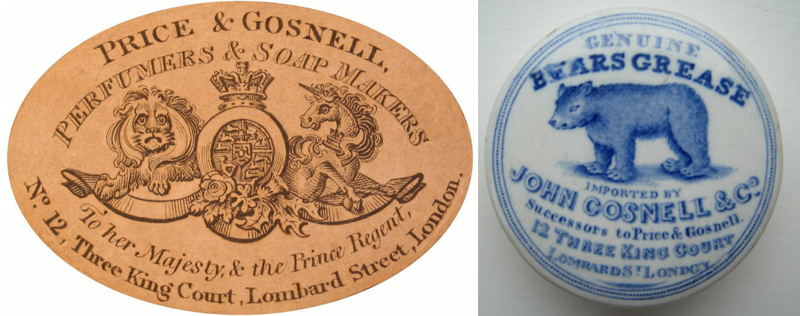 PRICE & GOSNELL,
PERFUMERS & SOAP MAKERS
To her Majesty, & the Prince Regent,
No. 12, Three King Court, Lombard Street, London.
GENUINE
BEARS GREASE
IMPORTED BY
JOHN GOSNELL & Co.
Successors to Price & Gosnell.
12 THREE KING COURT
LOMBARD ST. LONDON